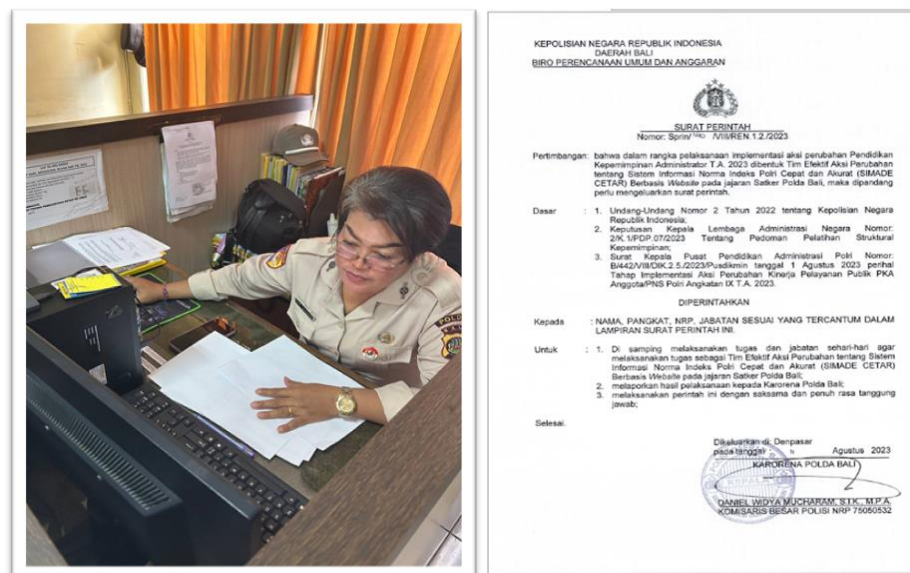 KEPOLISIAN NEGARA REPUBLIK INDONESIA
DAERAH BALI
BIRO PERENCANAAN UMUM DAN ANGGARAN
SURAT PERINTAH
Nomor: Sprin/ /VIII/REN.1.2./2023
Pertimbangan: bahwa dalam rangka pelaksanaan implementasi aksi perubahan Pendidikan
Kepemimpinan Administrator T.A. 2023 dibentuk Tim Efektif Aksi Perubahan
tentang Sistem Informasi Norma Indeks Polri Cepat dan Akurat (SIMADE
CETAR) Berbasis Website pada jajaran Satker Polda Bali, maka dipandang
perlu mengeluarkan surat perintah.
Dasar : 1. Undang-Undang Nomor 2 Tahun 2022 tentang Kepolisian Negara
Republik Indonesia;
2. Keputusan Kepala Lembaga Administrasi Negara Nomor:
2/K.1/PDP.07/2023 Tentang Pedoman Pelatihan Struktural
Kepemimpinan;
3. Surat Kepala Pusat Pendidikan Administrasi Polri Nomor:
B/442/VIII/DIK.2.5./2023/Pusdikmin tanggal 1 Agustus 2023 perihal
Tahap Implementasi Aksi Perubahan Kinerja Pelayanan Publik PKA
Anggota/PNS Polri Angkatan IX T.A. 2023.
DIPERINTAHKAN
Kepada : NAMA, PANGKAT, NRP, JABATAN SESUAI YANG TERCANTUM DALAM
LAMPIRAN SURAT PERINTAH INI.
Untuk : 1. Di samping melaksanakan tugas dan jabatan sehari-hari agar
melaksanakan tugas sebagai Tim Efektif Aksi Perubahan tentang Sistem
Informasi Norma Indeks Polri Cepat dan Akurat (SIMADE CETAR)
Berbasis Website pada jajaran Satker Polda Bali;
2. melaporkan hasil pelaksanaan kepada Karorena Polda Bali;
3. melaksanakan perintah ini dengan saksama dan penuh rasa tanggung
jawab;
Selesai.
Dikeluarkan di: Denpasar
pada tanggal : Agustus 2023
KARORENA POLDA BALI
KEPALA
DANIEL WIDYA MUCHARAM, S.I.K., M.P.A.
KOMISARIS BESAR POLISI NRP 75050532